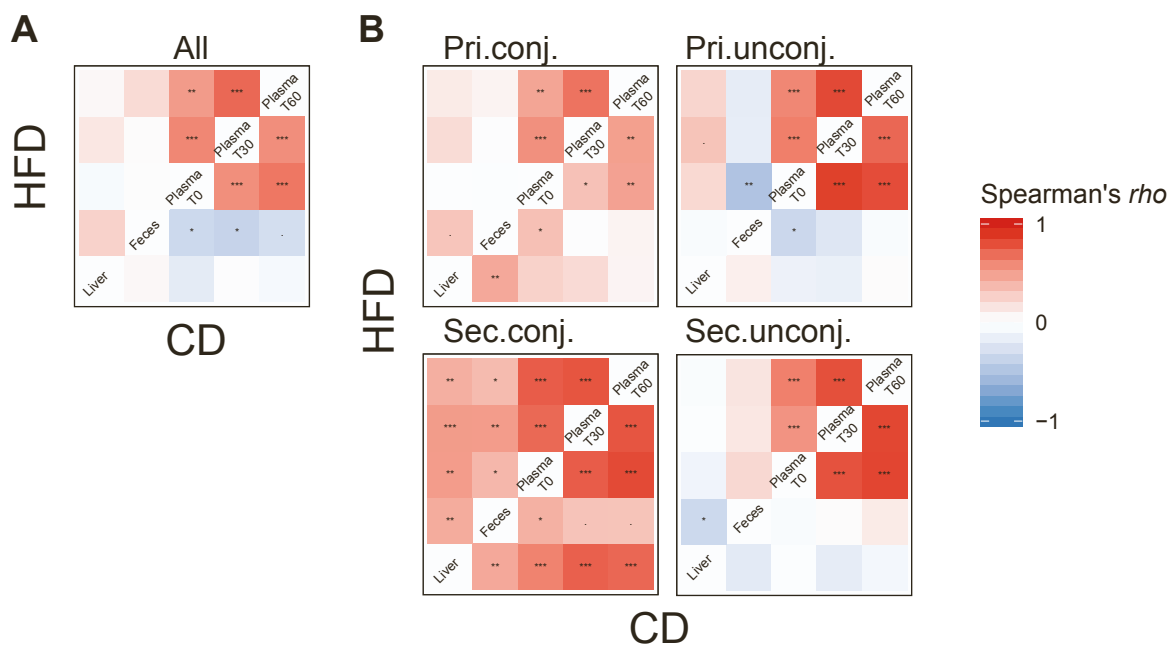 A
All
HFD
** *** Plasma T60
*** Plasma T30 ***
Plasma T0 *** ***
Feces * * .
Liver
CD
B
Pri.conj.
** *** Plasma T60
*** Plasma T30 **
Plasma T0 * **
. Feces *
Liver **
Pri.unconj.
*** *** Plasma T60
. *** Plasma T30 ***
** Plasma T0 *** ***
Feces *
Liver
HFD
Sec.conj.
** * *** *** Plasma T60
*** ** *** Plasma T30 ***
** * Plasma T0 *** ***
** Feces * . .
Liver ** *** *** ***
Sec.unconj.
*** *** Plasma T60
*** Plasma T30 ***
Plasma T0 *** ***
* Feces
Liver
CD
Spearman's rho
1
0
−1